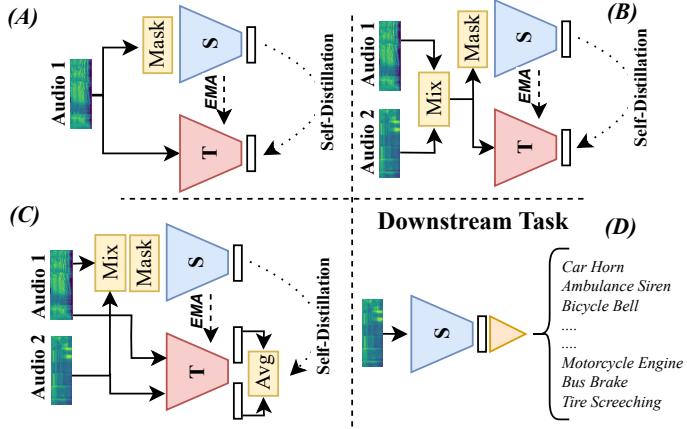 (A)
Audio 1
Mask
S
EMA
T
Self-Distillation
(B)
Audio 1
Audio 2
Mix
Mask
S
EMA
T
Self-Distillation
(C)
Audio 1
Audio 2
Mix
Mask
S
EMA
T
Avg
Self-Distillation
Downstream Task
(D)
S
Car Horn
Ambulance Siren
Bicycle Bell
....
....
Motorcycle Engine
Bus Brake
Tire Screeching